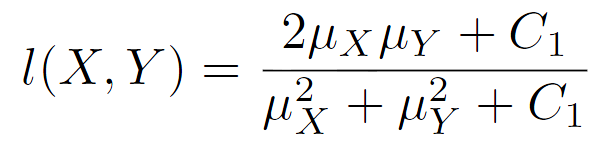 l(X, Y) = \frac{2\mu_X \mu_Y + C_1}{\mu_X^2 + \mu_Y^2 + C_1}